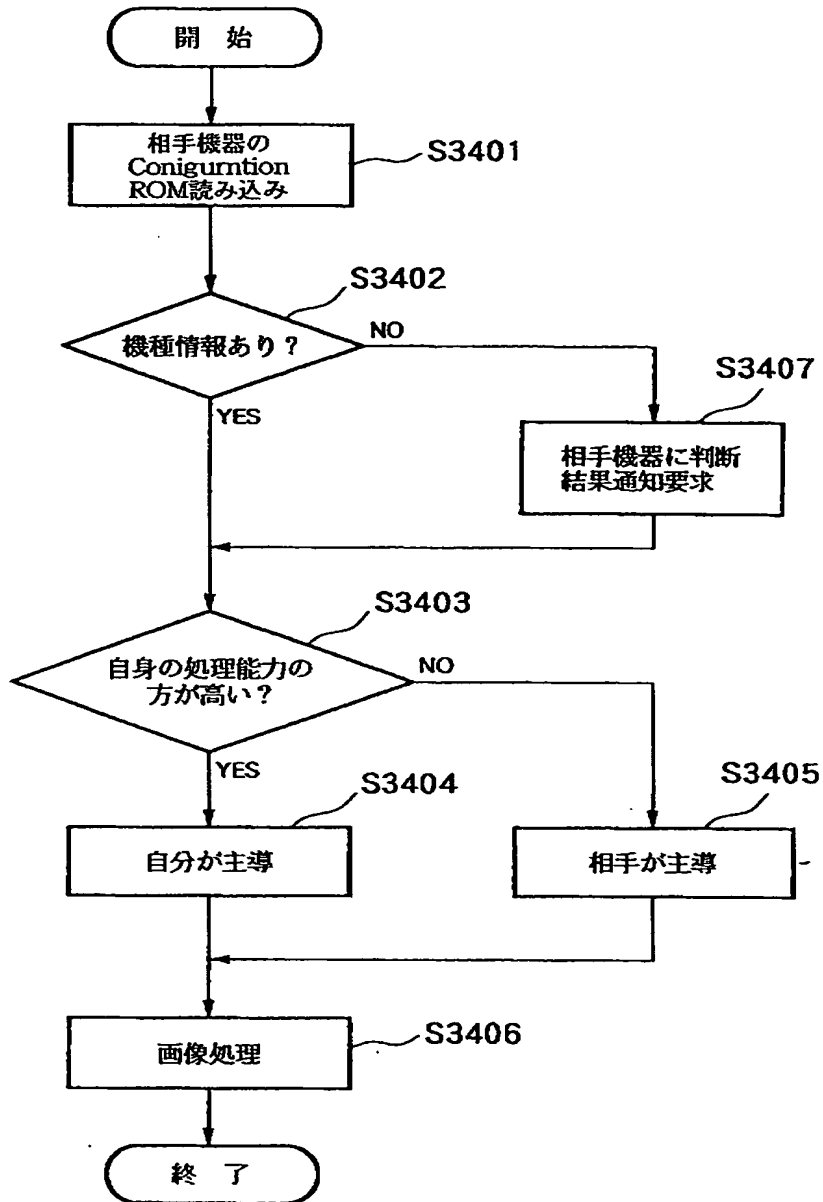 開 始
相手機器の
Conigurntion
ROM読み込み
S3401
S3402
機種情報あり？
NO
YES
S3407
相手機器に判断
結果通知要求
S3403
自身の処理能力の
方が高い？
NO
YES
S3404
自分が主導
S3405
相手が主導
画像処理
S3406
終 了